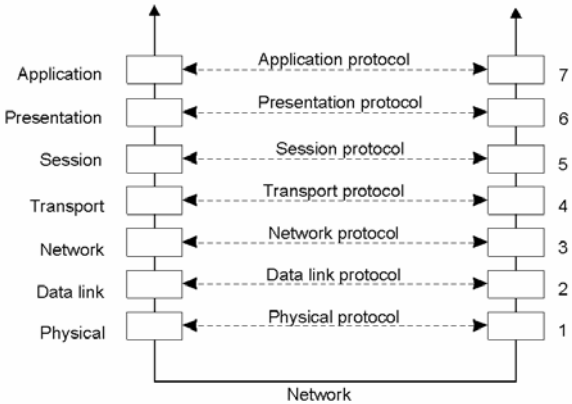 Application Application protocol 7
Presentation Presentation protocol 6
Session Session protocol 5
Transport Transport protocol 4
Network Network protocol 3
Data link Data link protocol 2
Physical Physical protocol 1
Network